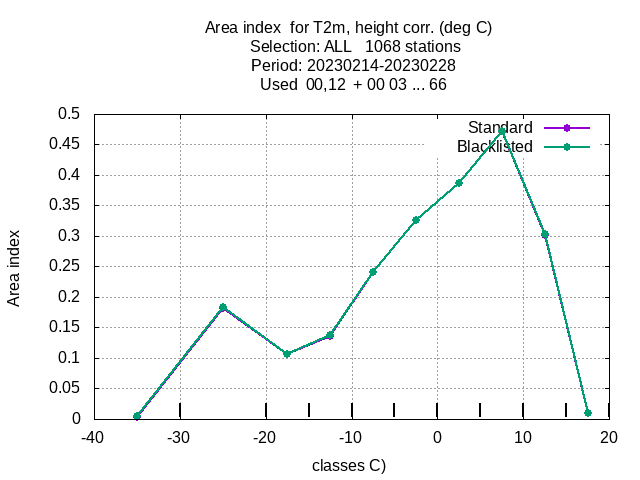 Area index  for T2m, height corr. (deg C)
Selection: ALL   1068 stations
Period: 20230214-20230228
Used  00,12  + 00 03 ... 66
0.5
0.45
0.4
0.35
0.3
0.25
0.2
0.15
0.1
0.05
0
Area index
Standard
Blacklisted
-40 -30 -20 -10 0 10 20
classes C)